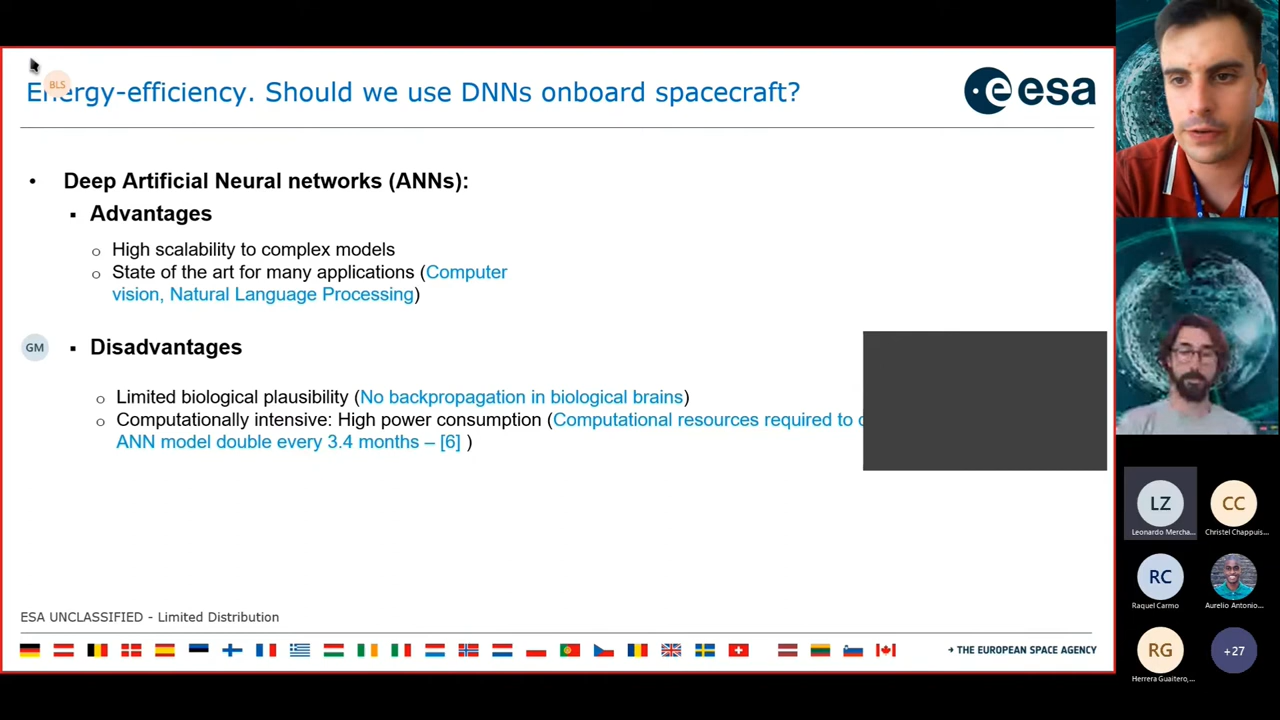 BLS
Energy-efficiency. Should we use DNNs onboard spacecraft?
esa
• Deep Artificial Neural networks (ANNs):
▪ Advantages
o High scalability to complex models
o State of the art for many applications (Computer
vision, Natural Language Processing)
GM
▪ Disadvantages
o Limited biological plausibility (No backpropagation in biological brains)
o Computationally intensive: High power consumption (Computational resources required to
ANN model double every 3.4 months – [6] )
ESA UNCLASSIFIED - Limited Distribution
→ THE EUROPEAN SPACE AGENCY
LZ
CC
Leonardo Mercha...
Christel Chappuis...
RC
Raquel Carmo
Aurelio Antonio...
RG
+27
Herrera Guaitero,...